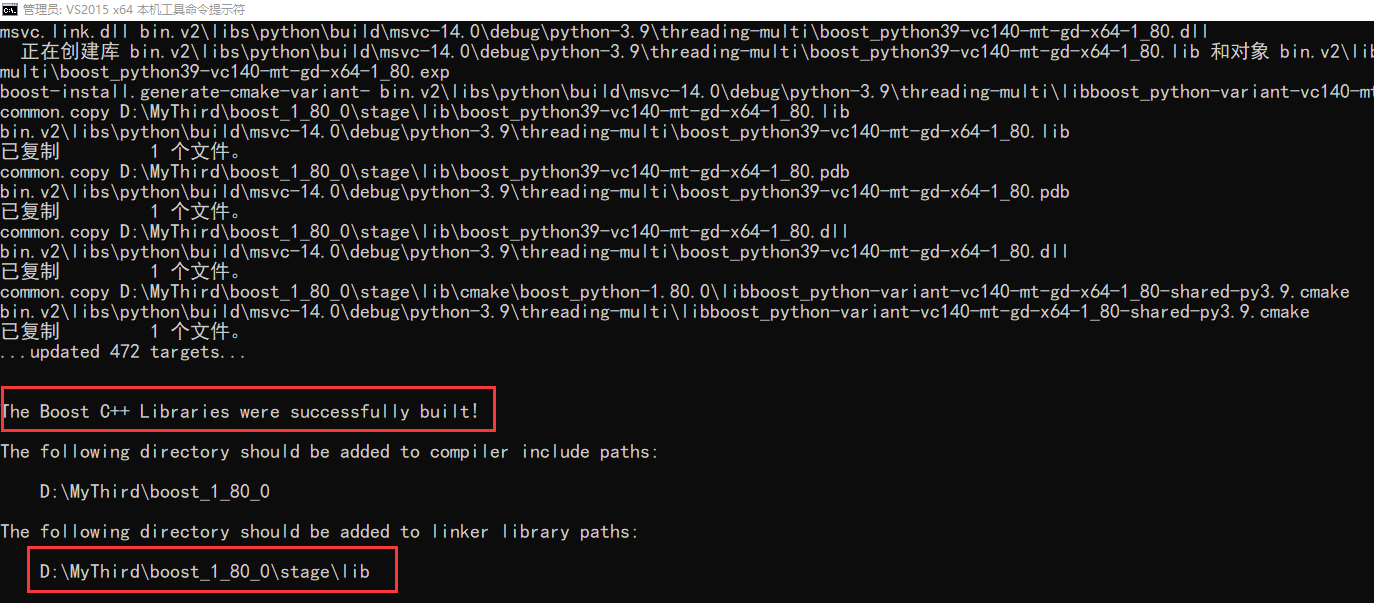 管理员: VS2015 x64 本机工具命令提示符
msvc.link.dll bin.v2\libs\python\build\msvc-14.0\debug\python-3.9\threading-multi\boost_python39-vc140-mt-gd-x64-1_80.dll
正在创建库 bin.v2\libs\python\build\msvc-14.0\debug\python-3.9\threading-multi\boost_python39-vc140-mt-gd-x64-1_80.lib 和对象 bin.v2\lib
multi\boost_python39-vc140-mt-gd-x64-1_80.exp
boost-install.generate-cmake-variant- bin.v2\libs\python\build\msvc-14.0\debug\python-3.9\threading-multi\libboost_python-variant-vc140-mt
common.copy D:\MyThird\boost_1_80_0\stage\lib\boost_python39-vc140-mt-gd-x64-1_80.lib
bin.v2\libs\python\build\msvc-14.0\debug\python-3.9\threading-multi\boost_python39-vc140-mt-gd-x64-1_80.lib
已复制         1 个文件。
common.copy D:\MyThird\boost_1_80_0\stage\lib\boost_python39-vc140-mt-gd-x64-1_80.pdb
bin.v2\libs\python\build\msvc-14.0\debug\python-3.9\threading-multi\boost_python39-vc140-mt-gd-x64-1_80.pdb
已复制         1 个文件。
common.copy D:\MyThird\boost_1_80_0\stage\lib\boost_python39-vc140-mt-gd-x64-1_80.dll
bin.v2\libs\python\build\msvc-14.0\debug\python-3.9\threading-multi\boost_python39-vc140-mt-gd-x64-1_80.dll
已复制         1 个文件。
common.copy D:\MyThird\boost_1_80_0\stage\lib\cmake\boost_python-1.80.0\libboost_python-variant-vc140-mt-gd-x64-1_80-shared-py3.9.cmake
bin.v2\libs\python\build\msvc-14.0\debug\python-3.9\threading-multi\libboost_python-variant-vc140-mt-gd-x64-1_80-shared-py3.9.cmake
已复制         1 个文件。
...updated 472 targets...
The Boost C++ Libraries were successfully built!
The following directory should be added to compiler include paths:
D:\MyThird\boost_1_80_0
The following directory should be added to linker library paths:
D:\MyThird\boost_1_80_0\stage\lib